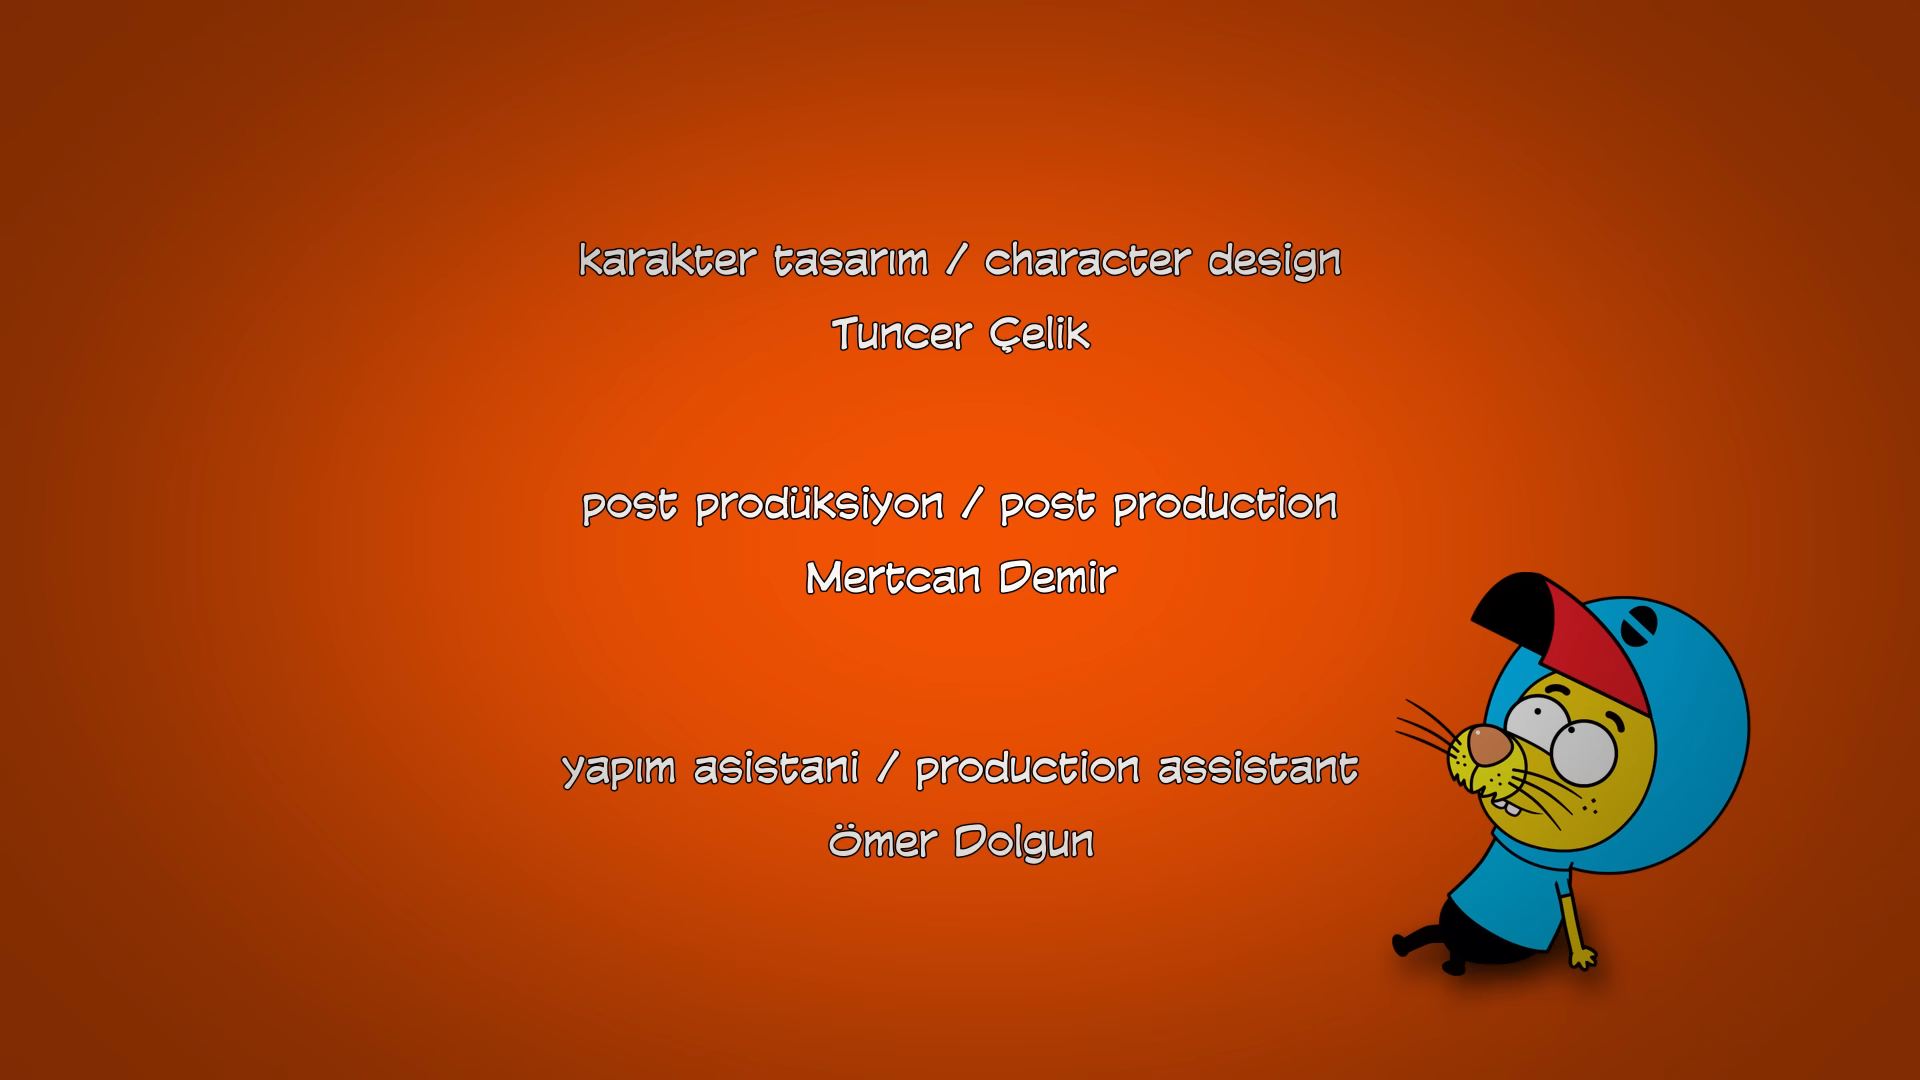 karakter tasarım / character design
Tuncer Çelik
post prodüksiyon / post production
Mertcan Demir
yapım asistani / production assistant
Ömer Dolgun